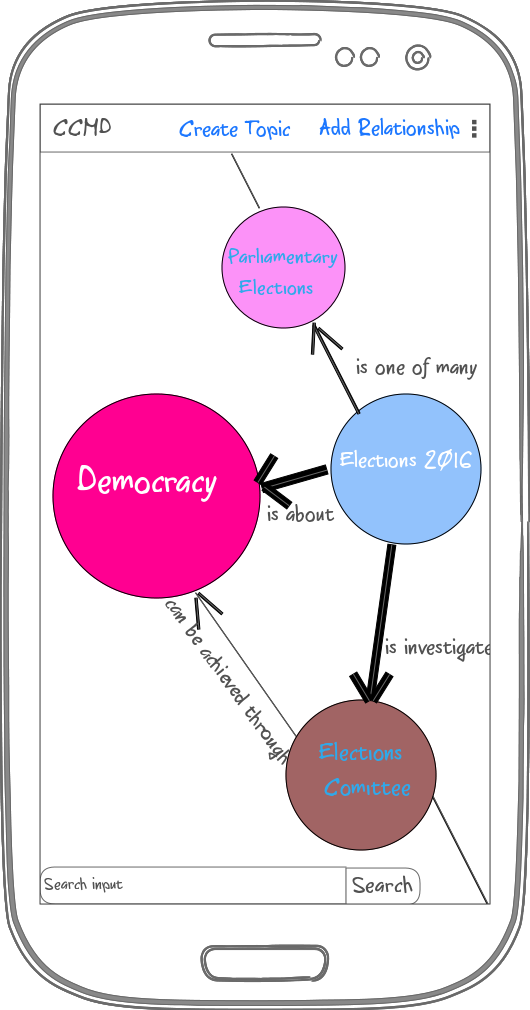 CCMD Create Topic Add Relationship
Parliamentary
Elections
is one of many
Elections 2016
Democracy
is about
can be achieved through
is investigate
Elections
Comittee
Search input Search